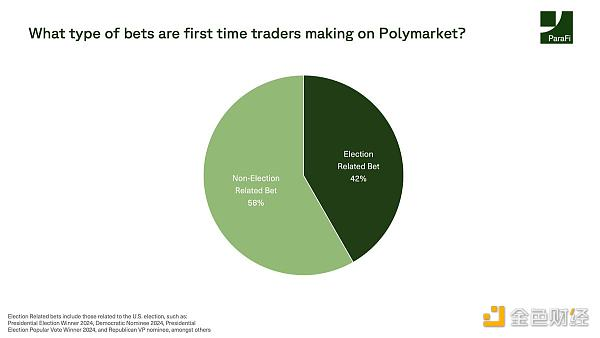 What type of bets are first time traders making on Polymarket?
ParaFi
Election
Related Bet
42%
Non-Election
Related Bet
58%
Election Related bets include those related to the U.S. election, such as:
Presidential Election Winner 2024, Democratic Nominee 2024, Presidential
Election Popular Vote Winner 2024, and Republican VP nominee, amongst others
金色财经